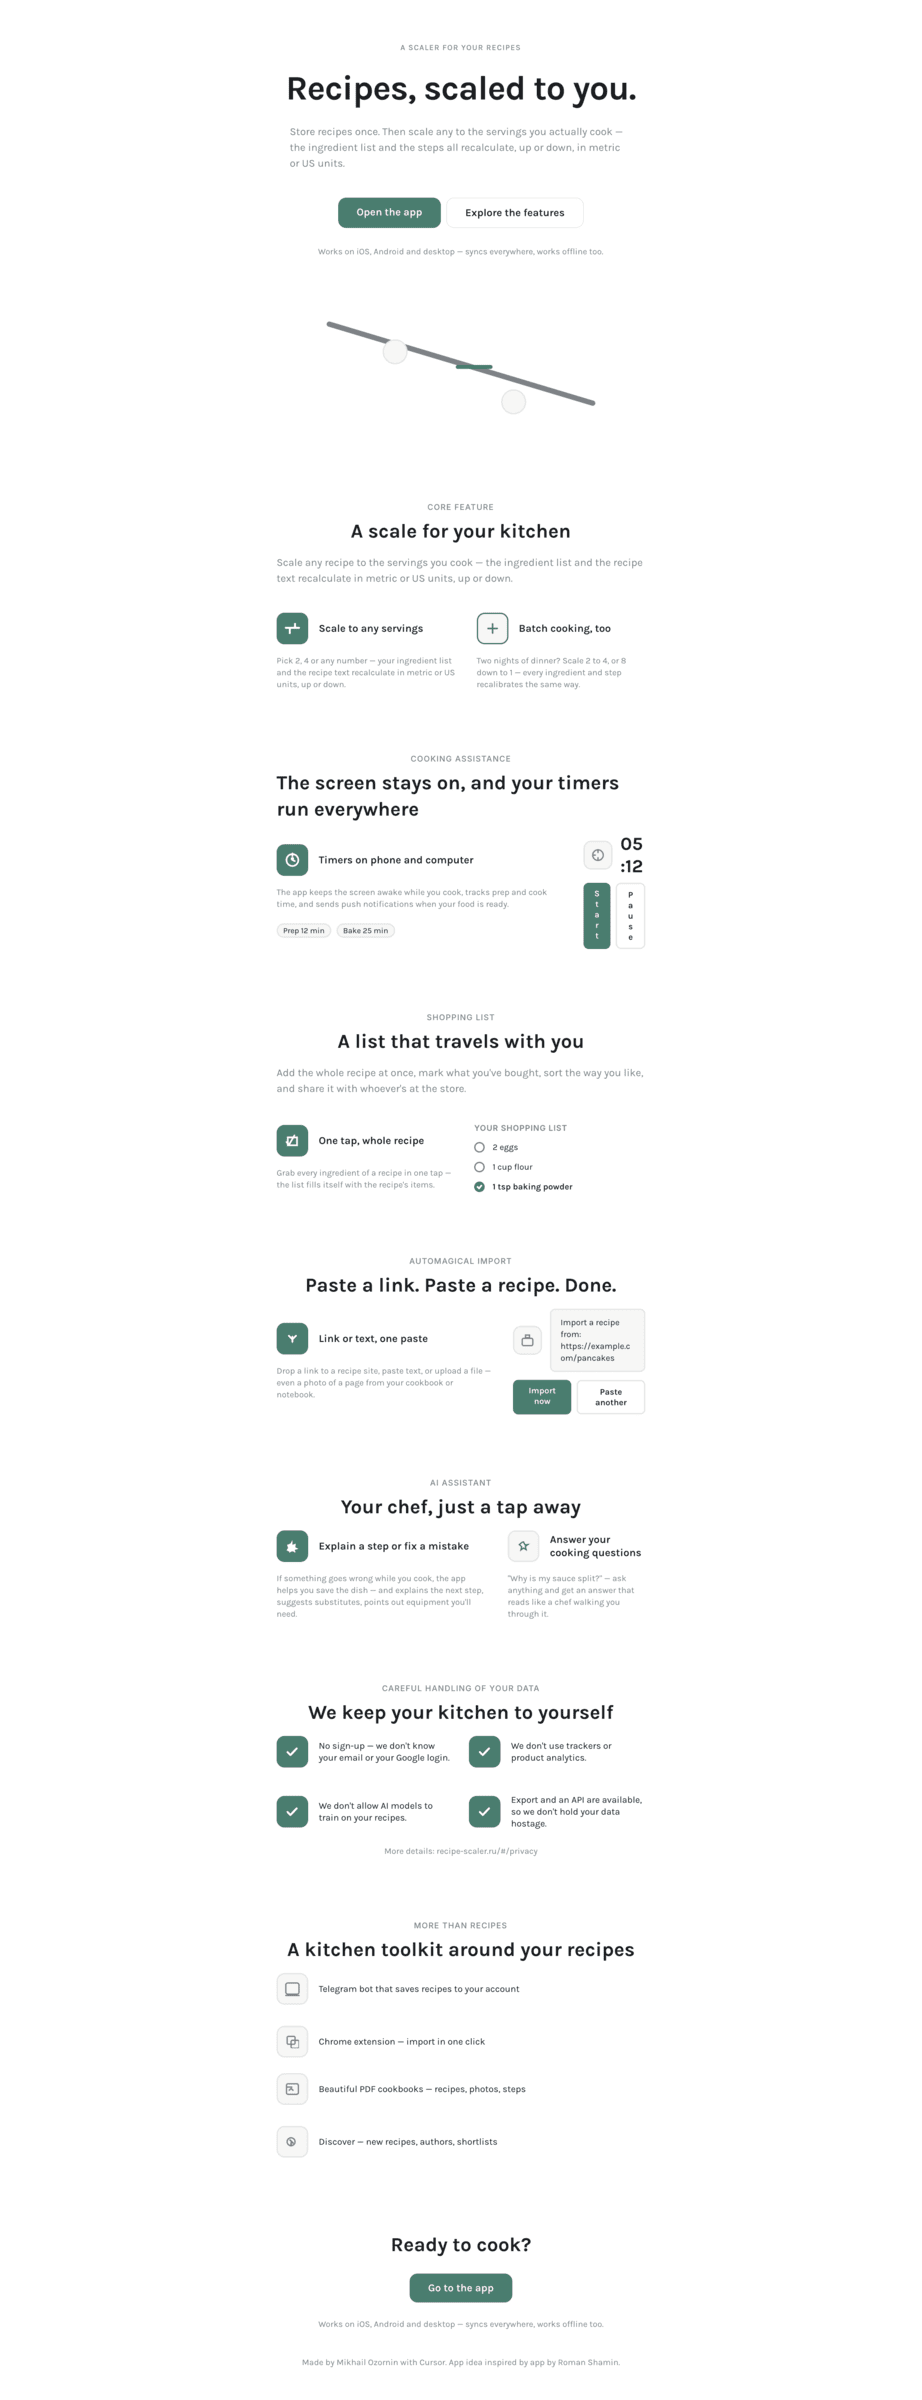 A SCALER FOR YOUR RECIPES
Recipes, scaled to you.
Store recipes once. Then scale any to the servings you actually cook —
the ingredient list and the steps all recalculate, up or down, in metric
or US units.
Open the app
Explore the features
Works on iOS, Android and desktop — syncs everywhere, works offline too.
CORE FEATURE
A scale for your kitchen
Scale any recipe to the servings you cook — the ingredient list and the recipe
text recalculate in metric or US units, up or down.
Scale to any servings
Pick 2, 4 or any number — your ingredient list
and the recipe text recalculate in metric or US
units, up or down.
Batch cooking, too
Two nights of dinner? Scale 2 to 4, or 8
down to 1 — every ingredient and step
recalibrates the same way.
COOKING ASSISTANCE
The screen stays on, and your timers
run everywhere
Timers on phone and computer
The app keeps the screen awake while you cook, tracks prep and cook
time, and sends push notifications when your food is ready.
Prep 12 min
Bake 25 min
05
:12
S
t
a
r
t
P
a
u
s
e
SHOPPING LIST
A list that travels with you
Add the whole recipe at once, mark what you've bought, sort the way you like,
and share it with whoever's at the store.
One tap, whole recipe
Grab every ingredient of a recipe in one tap —
the list fills itself with the recipe's items.
YOUR SHOPPING LIST
2 eggs
1 cup flour
1 tsp baking powder
AUTOMAGICAL IMPORT
Paste a link. Paste a recipe. Done.
Link or text, one paste
Drop a link to a recipe site, paste text, or upload a file —
even a photo of a page from your cookbook or
notebook.
Import a recipe
from:
https://example.c
om/pancakes
Import
now
Paste
another
AI ASSISTANT
Your chef, just a tap away
Explain a step or fix a mistake
If something goes wrong while you cook, the app
helps you save the dish — and explains the next step,
suggests substitutes, points out equipment you'll
need.
Answer your
cooking questions
"Why is my sauce split?" — ask
anything and get an answer that
reads like a chef walking you
through it.
CAREFUL HANDLING OF YOUR DATA
We keep your kitchen to yourself
No sign-up — we don't know
your email or your Google login.
We don't use trackers or
product analytics.
We don't allow AI models to
train on your recipes.
Export and an API are available,
so we don't hold your data
hostage.
More details: recipe-scaler.ru/#/privacy
MORE THAN RECIPES
A kitchen toolkit around your recipes
Telegram bot that saves recipes to your account
Chrome extension — import in one click
Beautiful PDF cookbooks — recipes, photos, steps
Discover — new recipes, authors, shortlists
Ready to cook?
Go to the app
Works on iOS, Android and desktop — syncs everywhere, works offline too.
Made by Mikhail Ozornin with Cursor. App idea inspired by app by Roman Shamin.